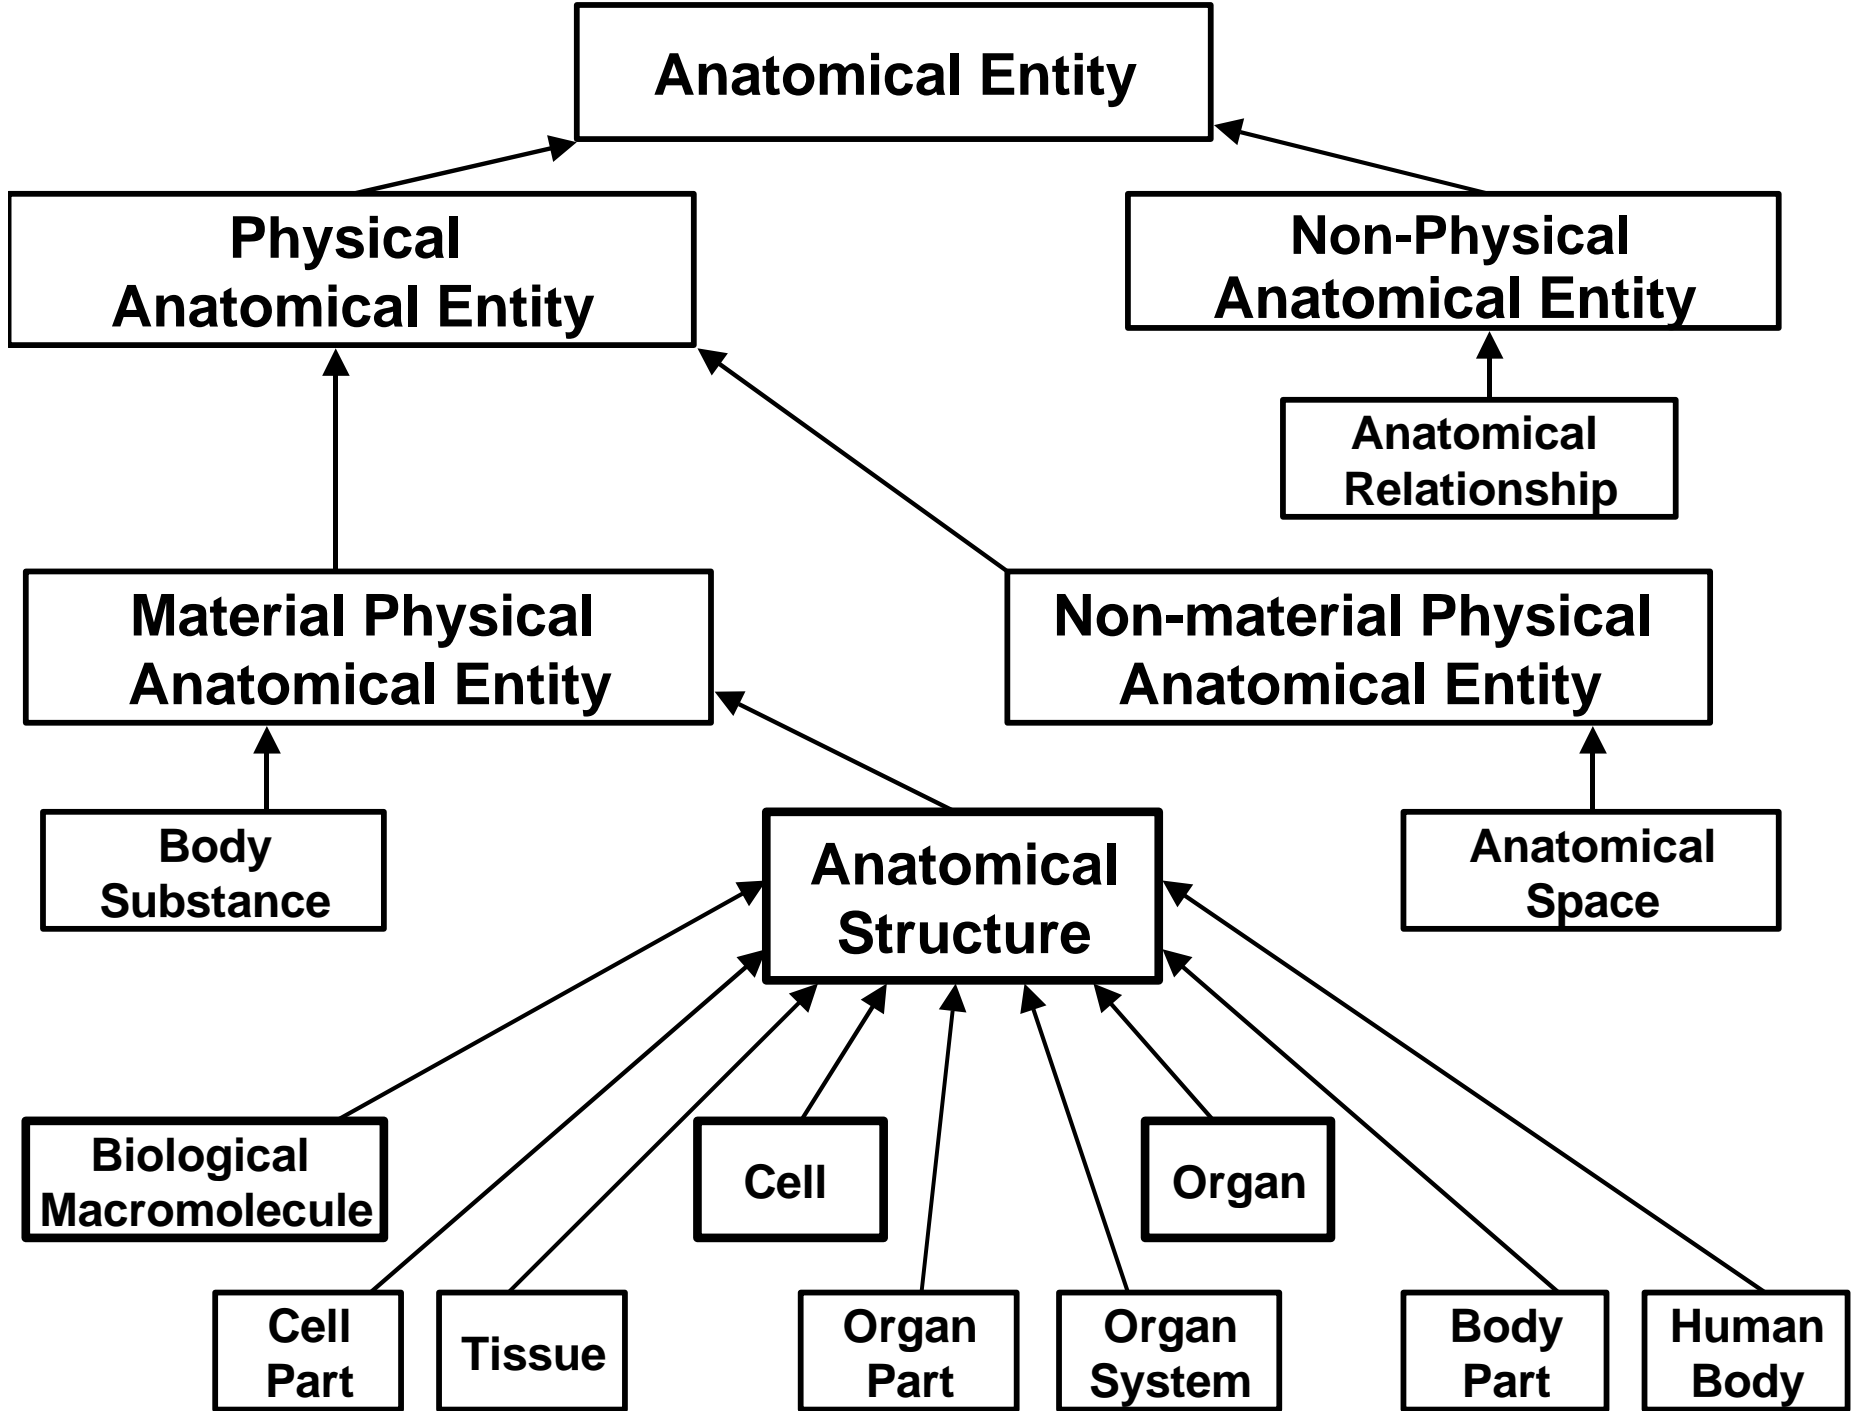 Anatomical Entity
Physical
Anatomical Entity
Non-Physical
Anatomical Entity
Anatomical
Relationship
Material Physical
Anatomical Entity
Non-material Physical
Anatomical Entity
Body
Substance
Anatomical
Structure
Anatomical
Space
Biological
Macromolecule
Cell
Organ
Cell
Part
Tissue
Organ
Part
Organ
System
Body
Part
Human
Body